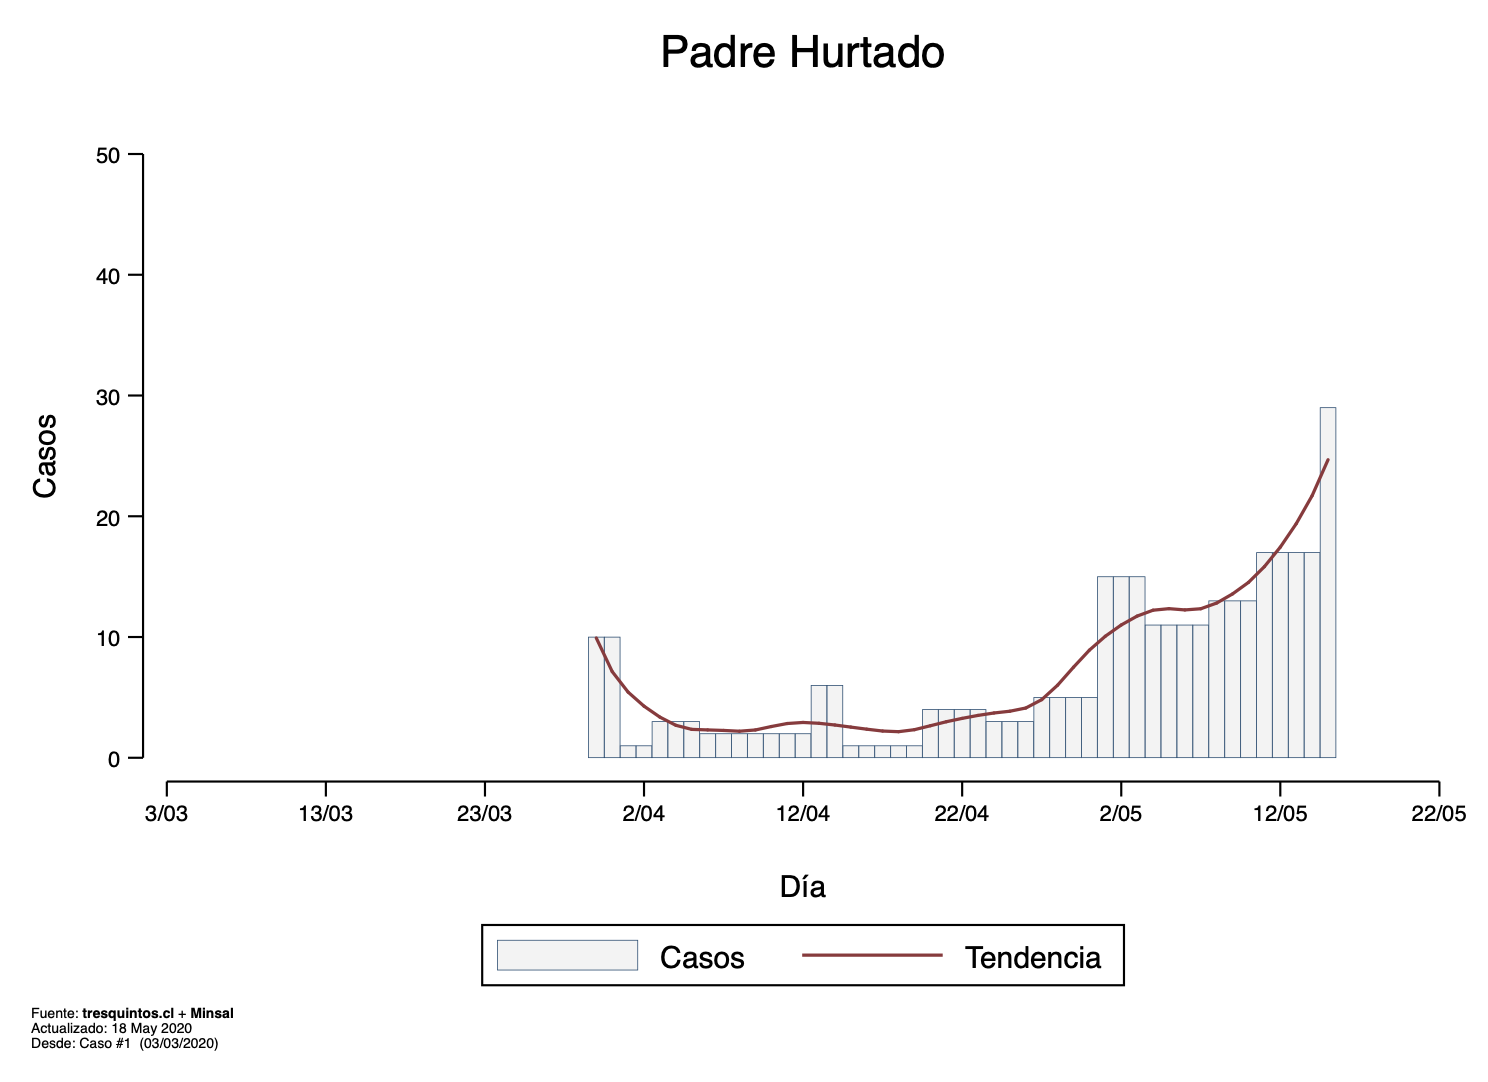 Padre Hurtado
50
40
30
20
10
0
Casos
3/03 13/03 23/03 2/04 12/04 22/04 2/05 12/05 22/05
Día
Casos Tendencia
Fuente: tresquintos.cl + Minsal
Actualizado: 18 May 2020
Desde: Caso #1 (03/03/2020)